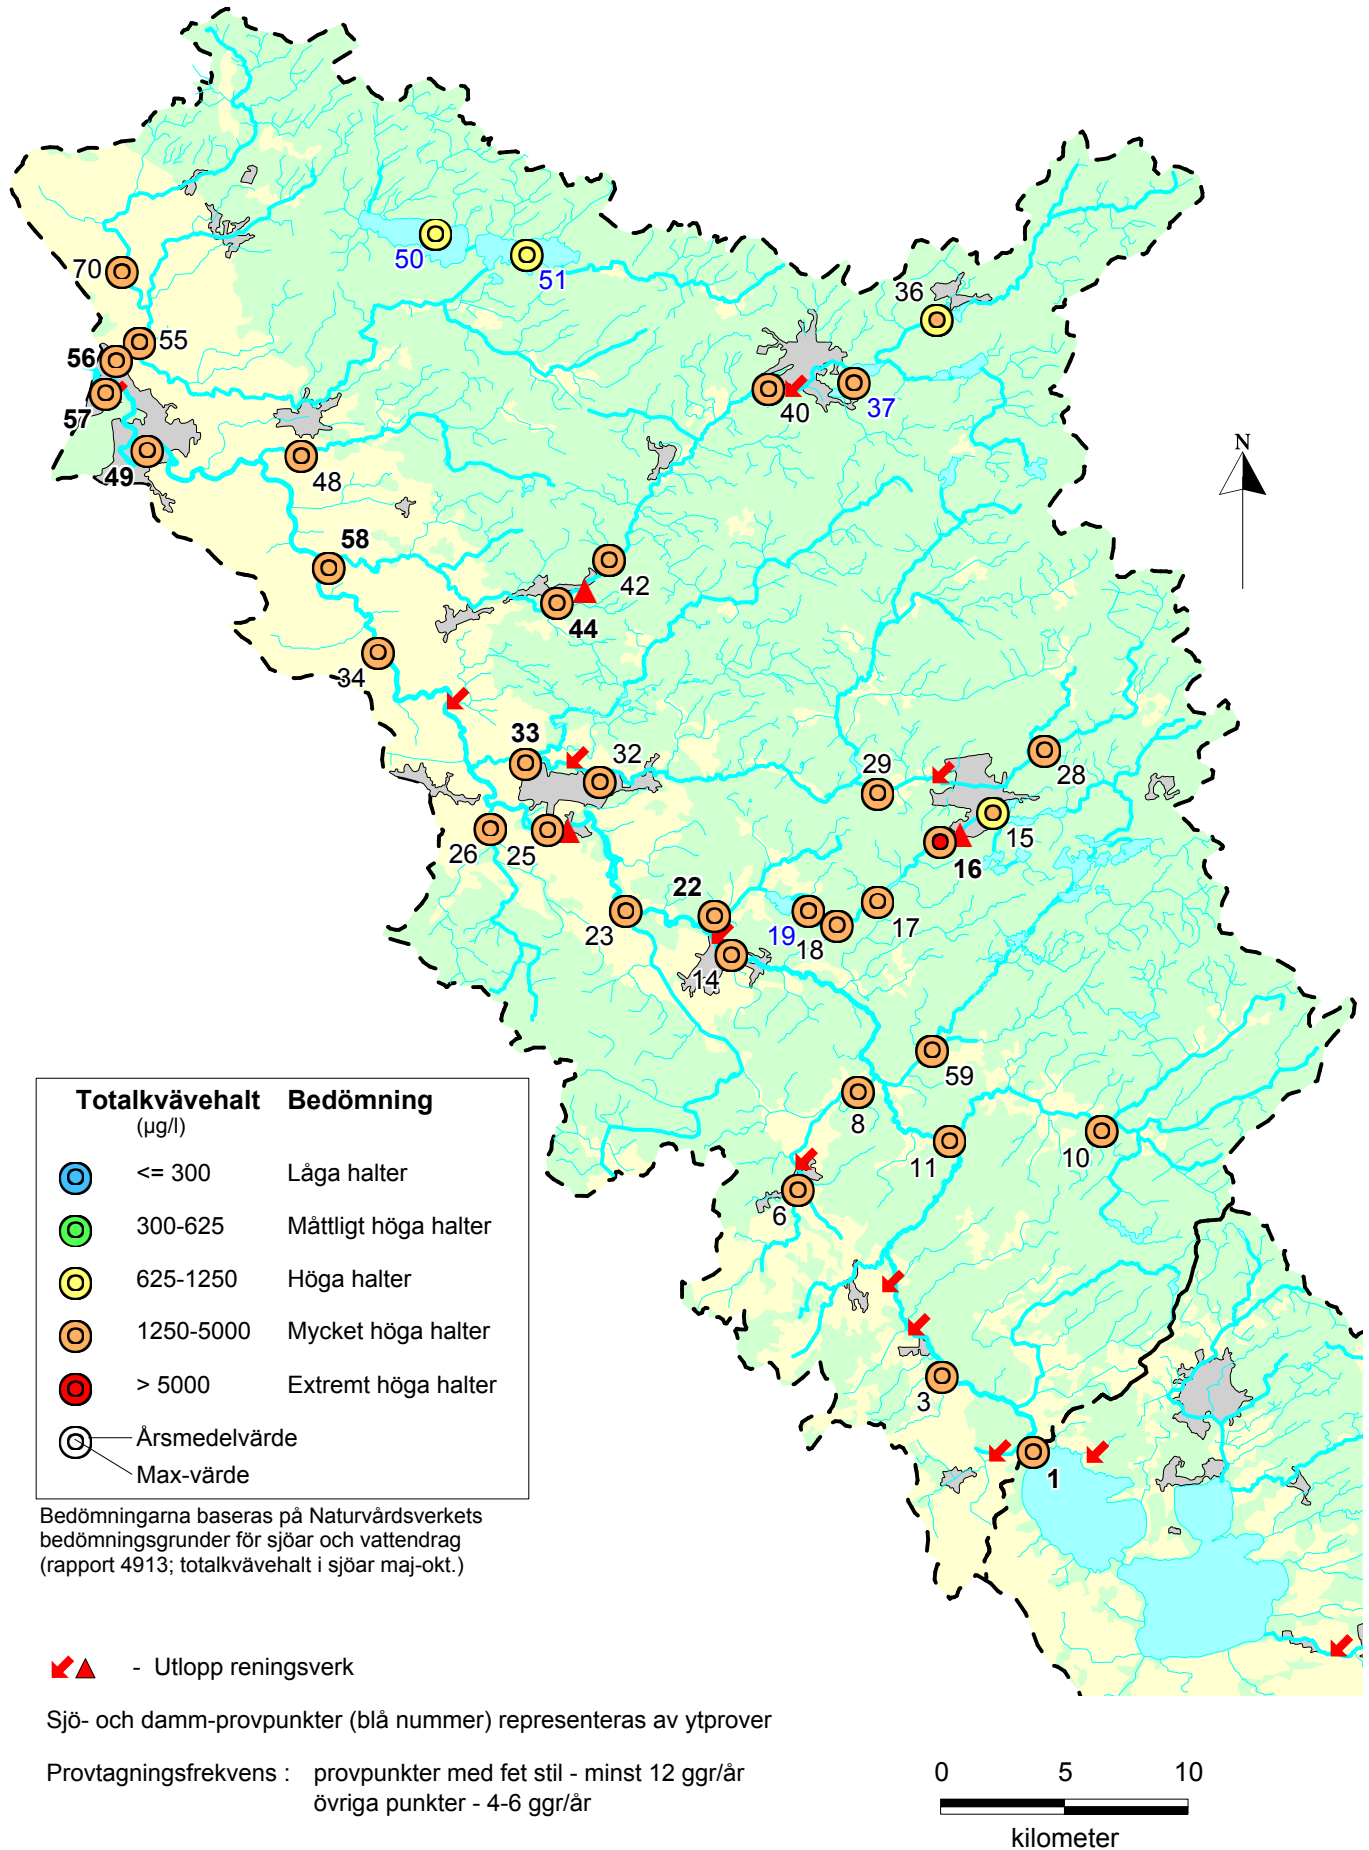 50
51
70
36
55
56
57
40
37
49
48
58
42
44
34
33
32
29
28
26
25
15
16
22
23
19
18
17
14
59
8
11
10
6
3
1
N
Totalkvävehalt Bedömning
(µg/l)
<= 300 Låga halter
300-625 Måttligt höga halter
625-1250 Höga halter
1250-5000 Mycket höga halter
> 5000 Extremt höga halter
Årsmedelvärde
Max-värde
Bedömningarna baseras på Naturvårdsverkets
bedömningsgrunder för sjöar och vattendrag
(rapport 4913; totalkvävehalt i sjöar maj-okt.)
- Utlopp reningsverk
Sjö- och damm-provpunkter (blå nummer) representeras av ytprover
Provtagningsfrekvens : provpunkter med fet stil - minst 12 ggr/år
övriga punkter - 4-6 ggr/år
0 5 10
kilometer